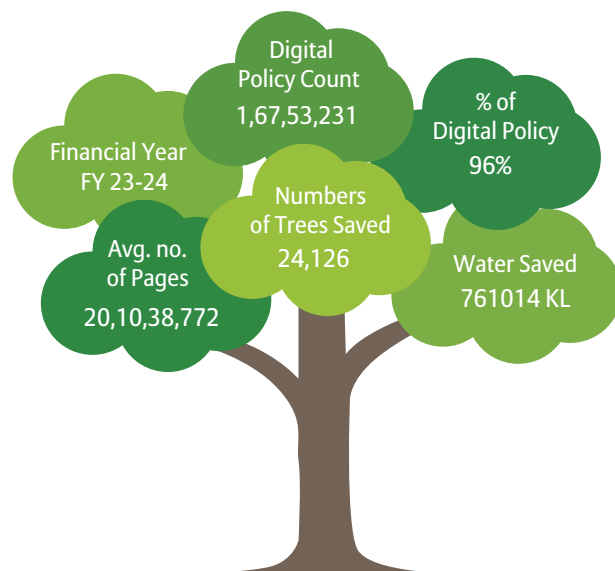 Digital
Policy Count
1,67,53,231
% of
Digital Policy
96%
Financial Year
FY 23-24
Numbers
of Trees Saved
24,126
Avg. no.
of Pages
20,10,38,772
Water Saved
761014 KL